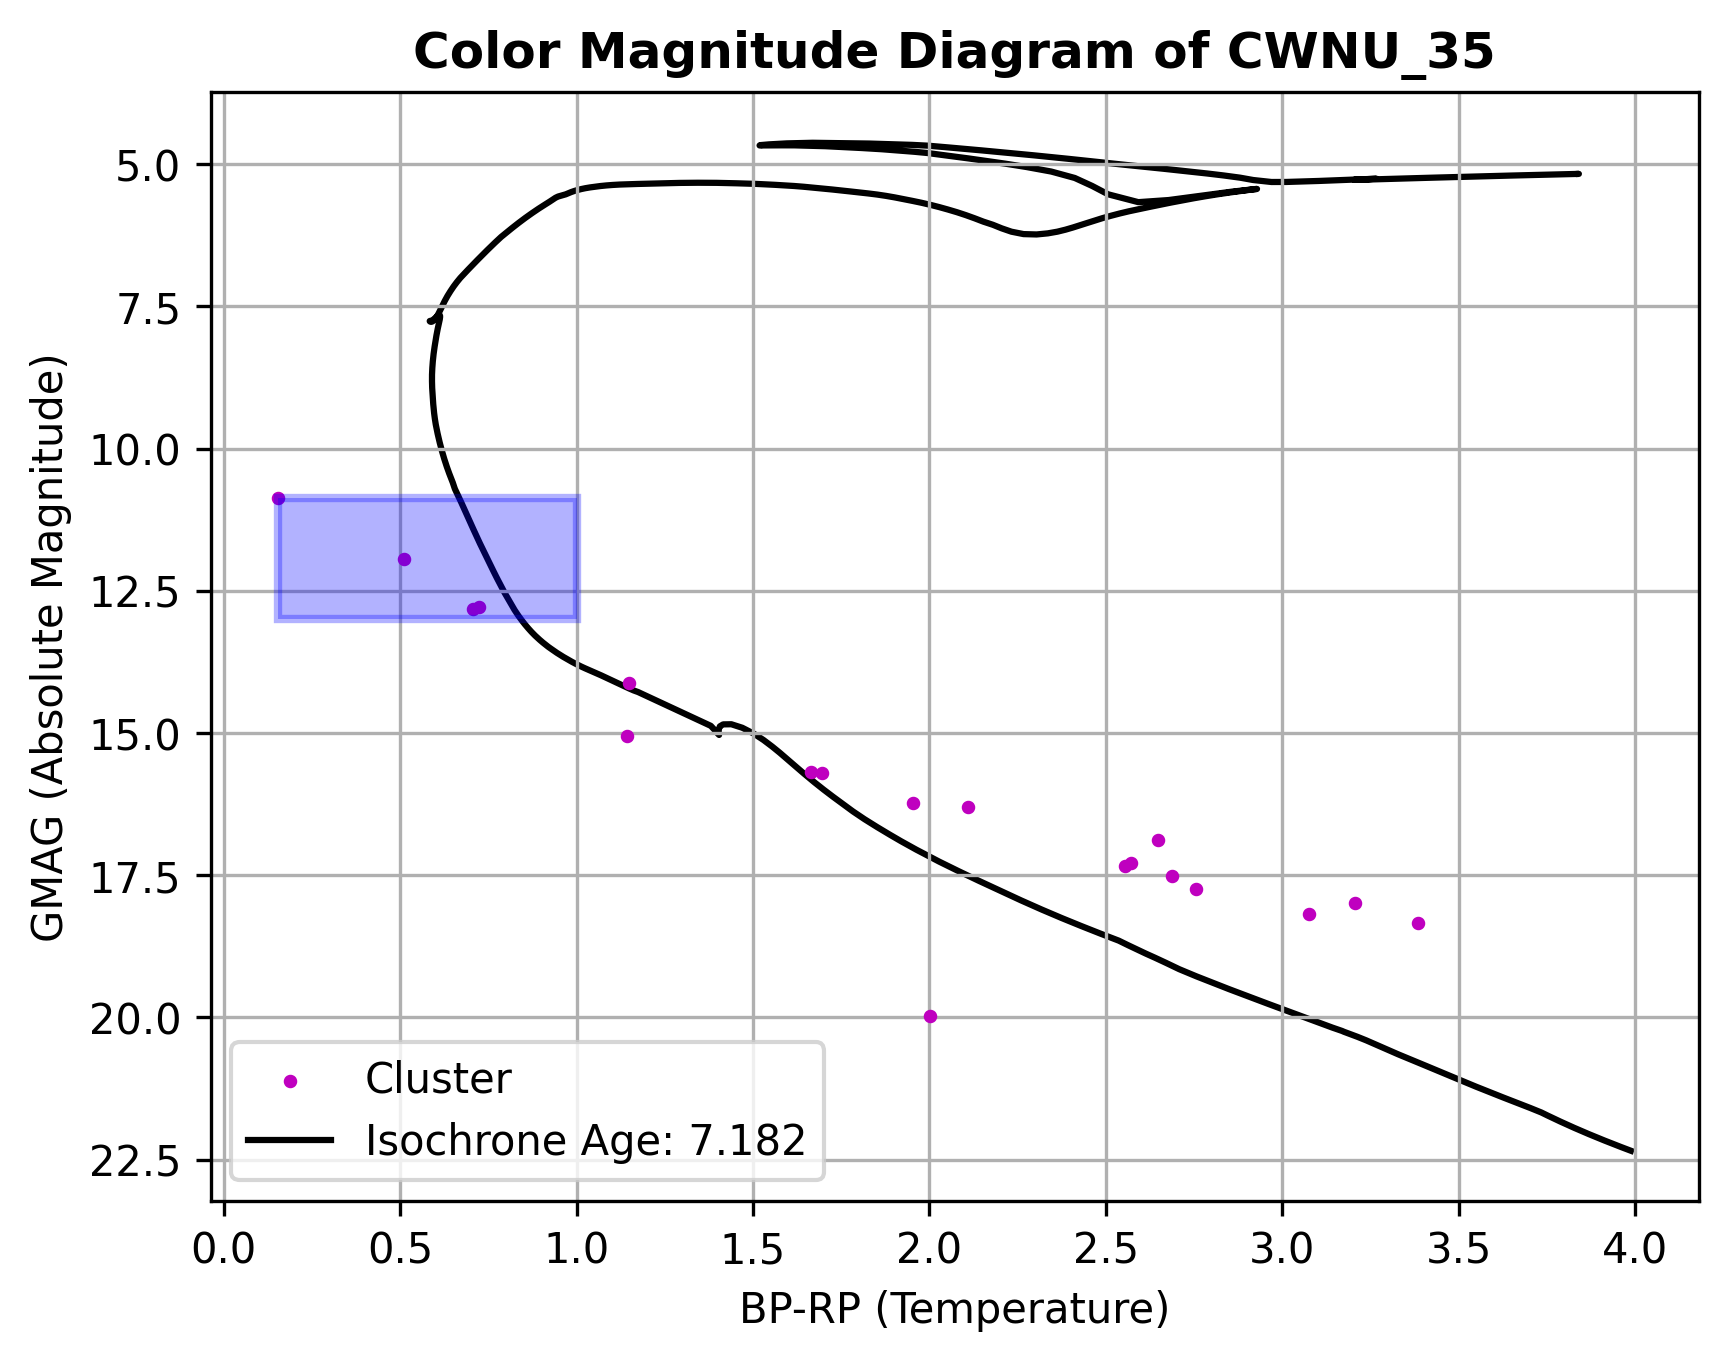 Color Magnitude Diagram of CWNU_35
GMAG (Absolute Magnitude)
5.0
7.5
10.0
12.5
15.0
17.5
20.0
22.5
Cluster
Isochrone Age: 7.182
0.0 0.5 1.0 1.5 2.0 2.5 3.0 3.5 4.0
BP-RP (Temperature)